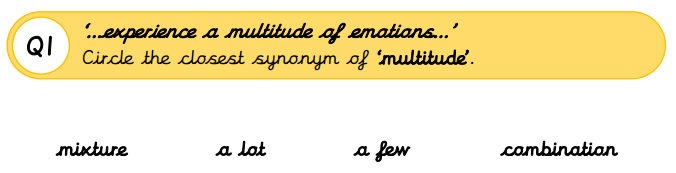 Q1
‘...experience a multitude of emotions...’
Circle the closest synonym of ‘multitude’.
mixture a lot a few combination